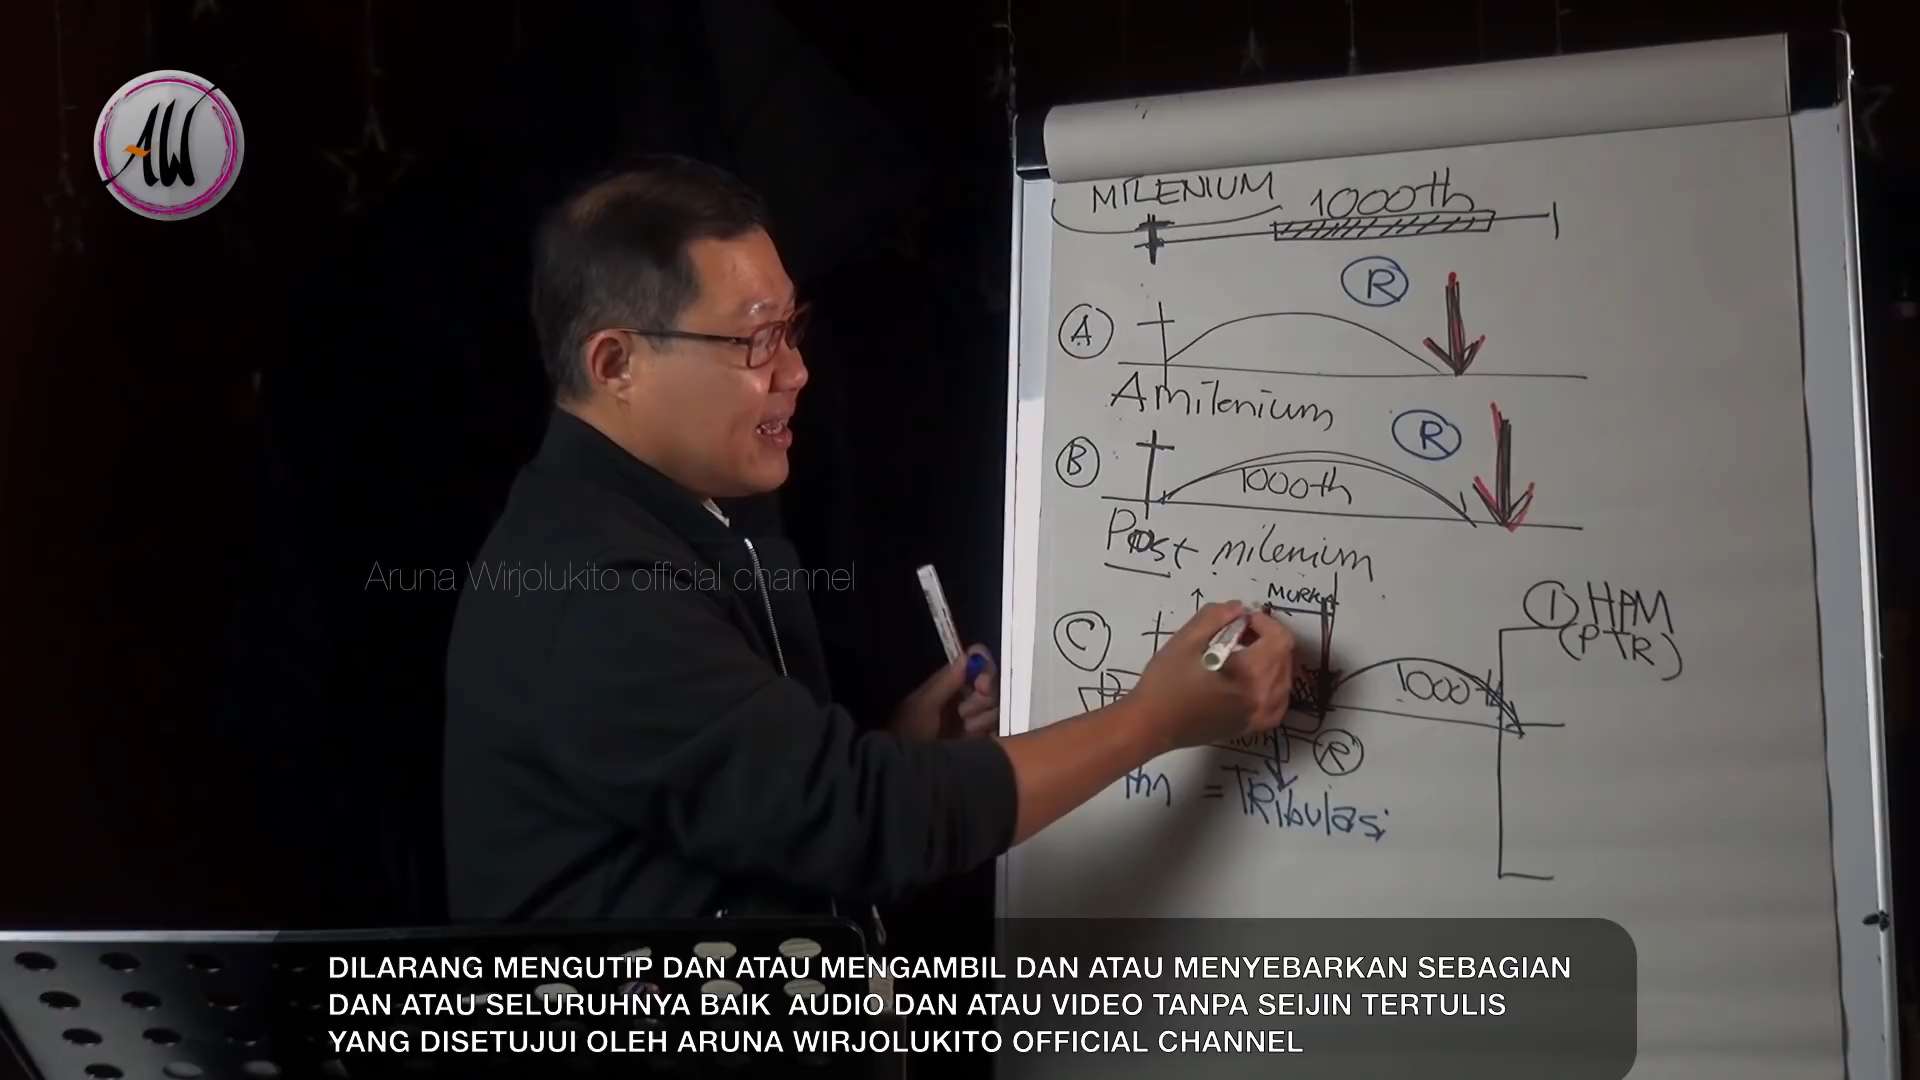 AW
MILENIUM
1000th
R
A
Amilenium
R
B
1000th
Post milenium
Aruna Wirjolukito official channel
MURKA
1 HPM
(PTR)
C
1000th
R
= TRibulasi
DILARANG MENGUTIP DAN ATAU MENGAMBIL DAN ATAU MENYEBARKAN SEBAGIAN
DAN ATAU SELURUHNYA BAIK AUDIO DAN ATAU VIDEO TANPA SEIJIN TERTULIS
YANG DISETUJUI OLEH ARUNA WIRJOLUKITO OFFICIAL CHANNEL